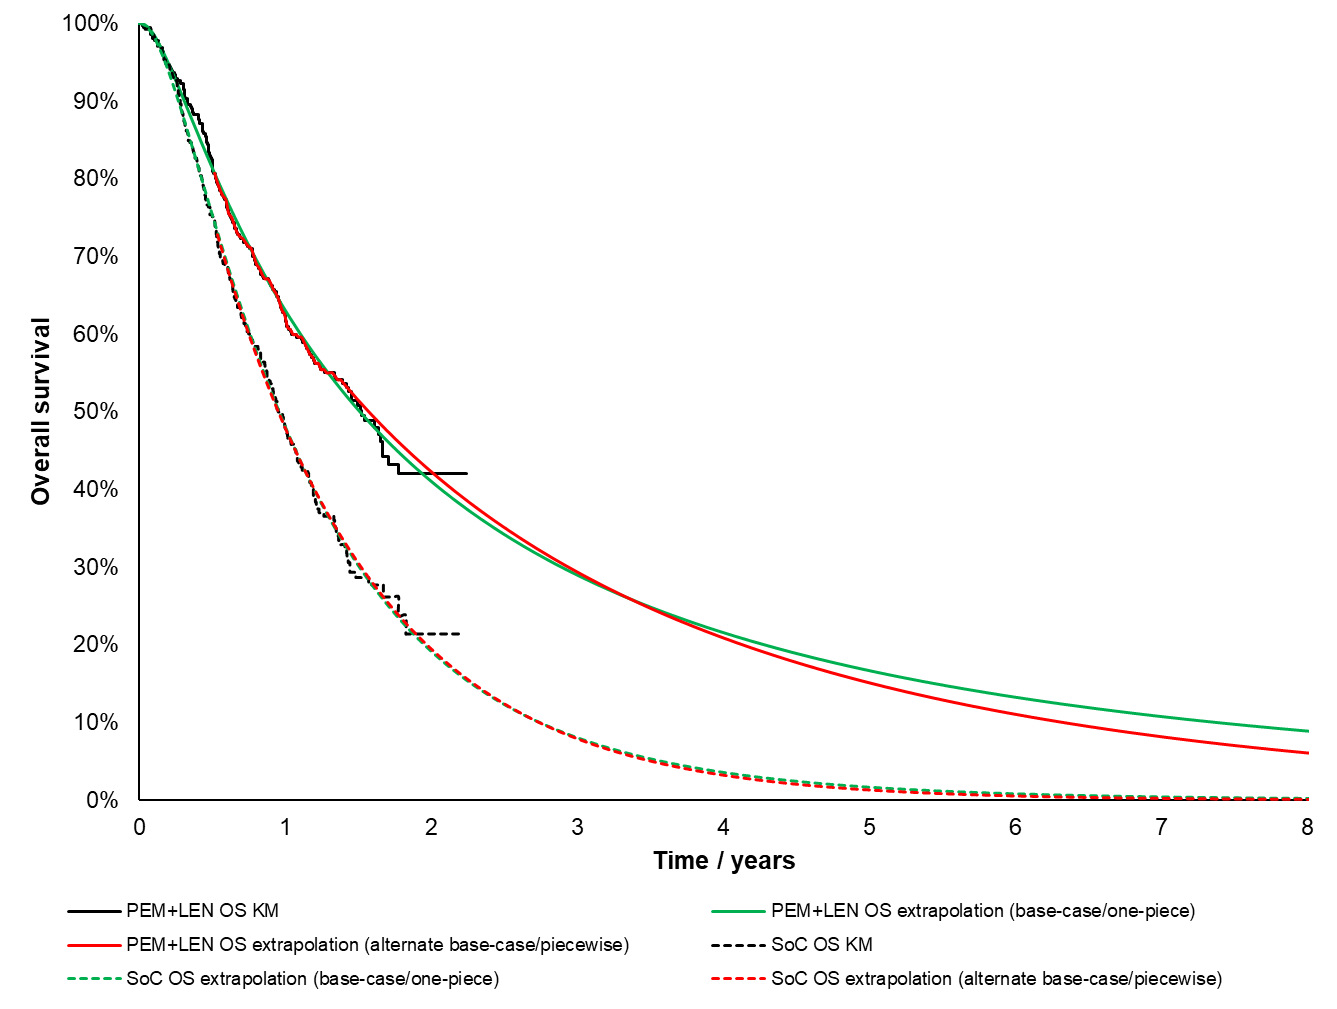 100%
90%
80%
70%
60%
50%
40%
30%
20%
10%
0%
Overall survival
0 1 2 3 4 5 6 7 8
Time / years
PEM+LEN OS KM
PEM+LEN OS extrapolation (base-case/one-piece)
PEM+LEN OS extrapolation (alternate base-case/piecewise)
SoC OS KM
SoC OS extrapolation (base-case/one-piece)
SoC OS extrapolation (alternate base-case/piecewise)